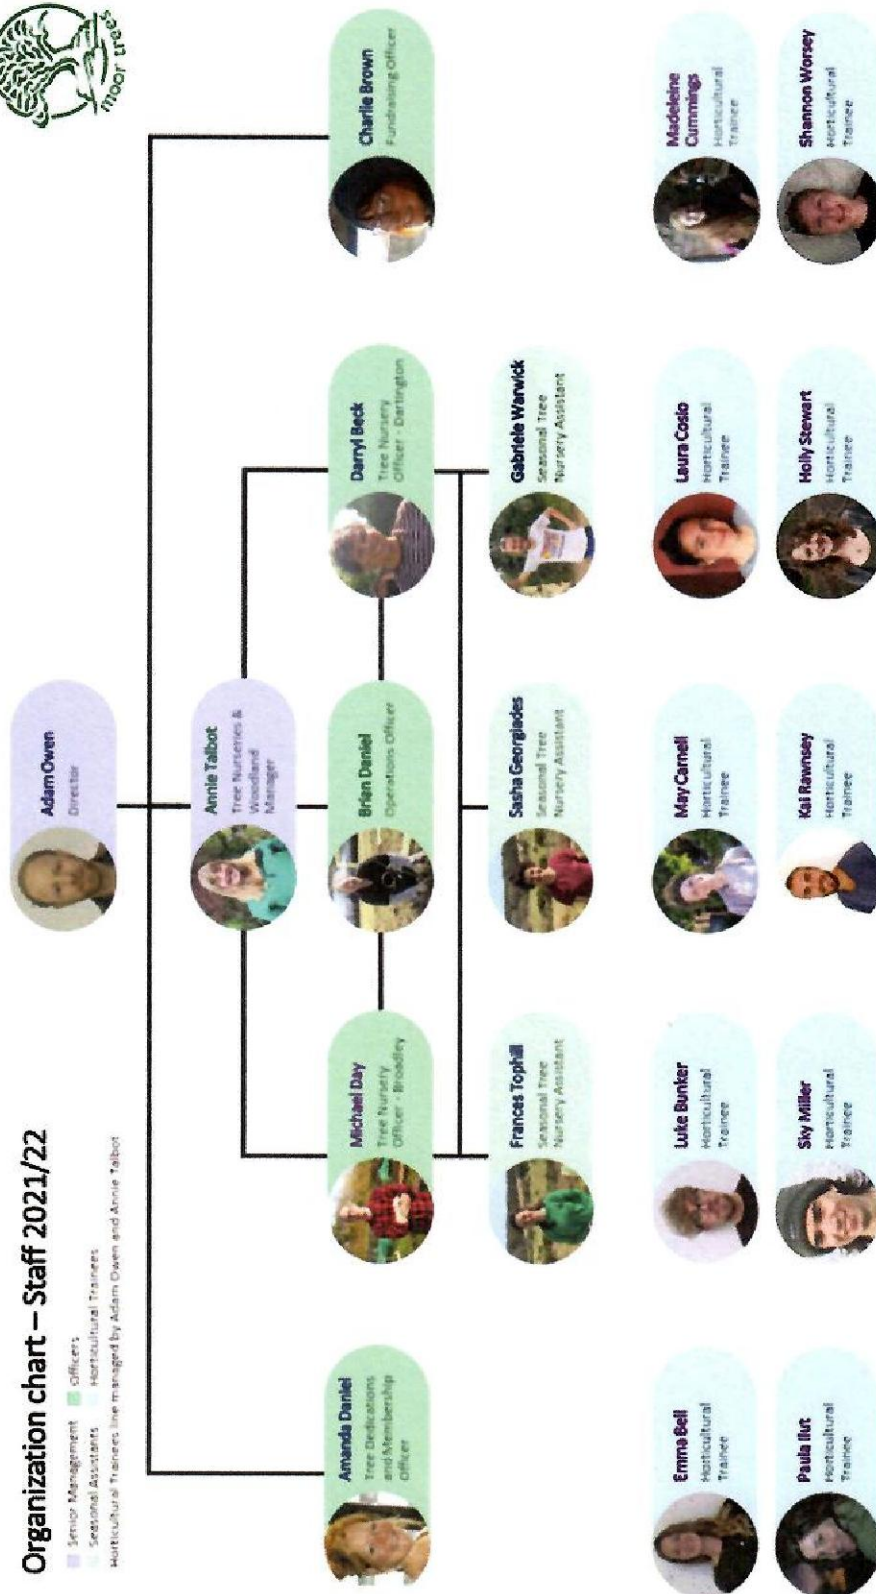 moor trees
Organization chart – Staff 2021/22
Senior Management
Officers
Seasonal Assistants
Horticultural Trainees
Horticultural Trainees line managed by Adam Owen and Annie Talbot
Adam Owen
Director
Annie Talbot
Tree Nurseries &
Woodland
Manager
Amanda Daniel
Tree Dedications
and Membership
Officer
Michael Day
Tree Nursery
Officer - Broadley
Brian Daniel
Operations Officer
Darryl Beck
Tree Nursery
Officer - Dartington
Charlie Brown
Fundraising Officer
Frances Tophill
Seasonal Tree
Nursery Assistant
Sasha Georgiades
Seasonal Tree
Nursery Assistant
Gabriele Warwick
Seasonal Tree
Nursery Assistant
Emma Bell
Horticultural
Trainee
Luke Bunker
Horticultural
Trainee
May Carnell
Horticultural
Trainee
Laura Cosio
Horticultural
Trainee
Madeleine
Cummings
Horticultural
Trainee
Paula Ilut
Horticultural
Trainee
Sky Miller
Horticultural
Trainee
Kai Rawnsey
Horticultural
Trainee
Holly Stewart
Horticultural
Trainee
Shannon Worsey
Horticultural
Trainee